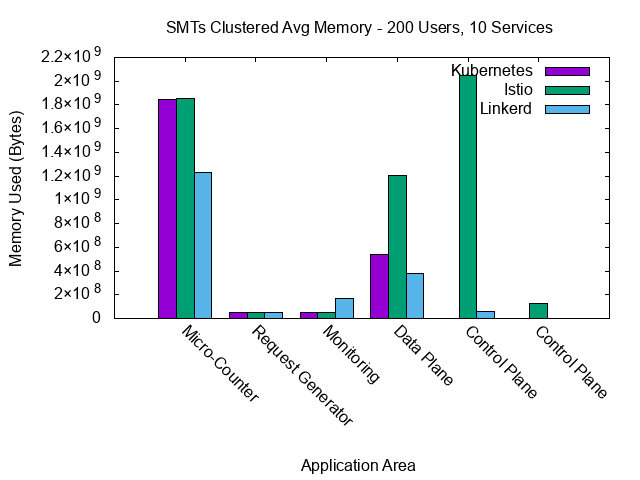 SMTs Clustered Avg Memory - 200 Users, 10 Services
Kubernetes
Istio
Linkerd
Memory Used (Bytes)
2.2×10^9
2×10^9
1.8×10^9
1.6×10^9
1.4×10^9
1.2×10^9
1×10^9
8×10^8
6×10^8
4×10^8
2×10^8
0
Micro-Counter
Request Generator
Monitoring
Data Plane
Control Plane
Control Plane
Application Area